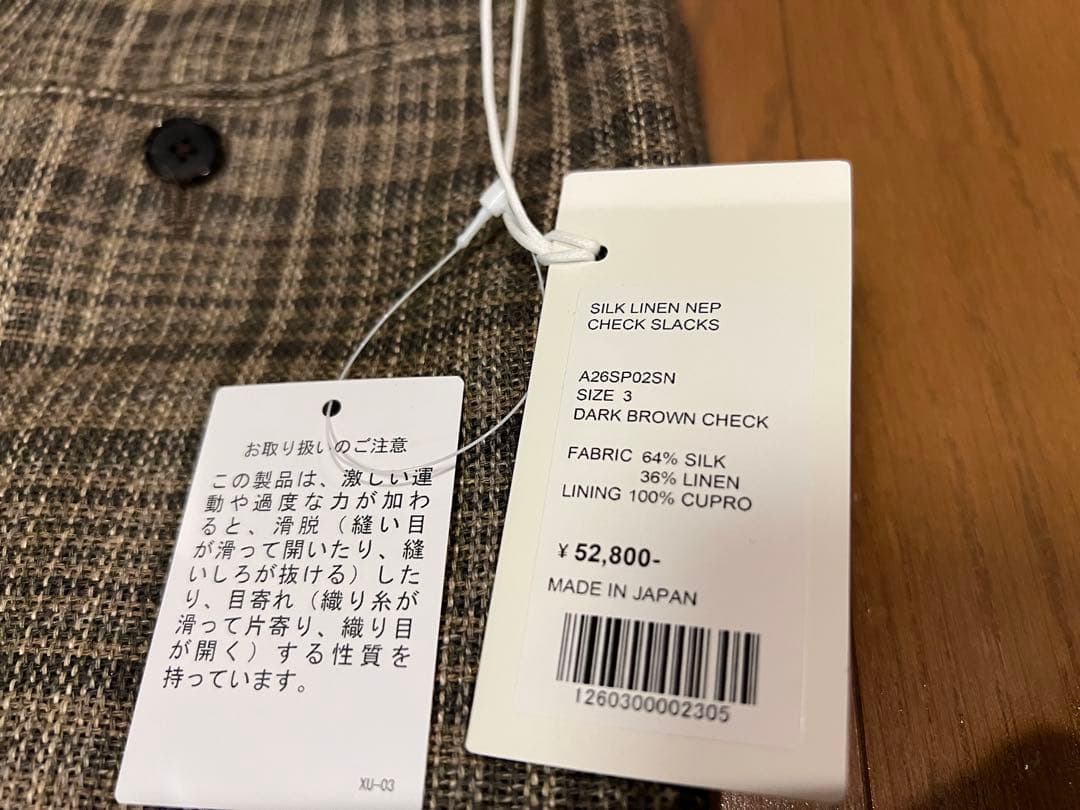 お取り扱いのご注意
この製品は、激しい運
動や過度な力が加わ
ると、滑脱（縫い目
が滑って開いたり、縫
いしろが抜ける）した
り、目寄れ（織り糸が
滑って片寄り、織り目
が開く）する性質を
持っています。
XU-03
SILK LINEN NEP
CHECK SLACKS
A26SP02SN
SIZE 3
DARK BROWN CHECK
FABRIC 64% SILK
36% LINEN
LINING 100% CUPRO
¥ 52,800-
MADE IN JAPAN
1260300002305